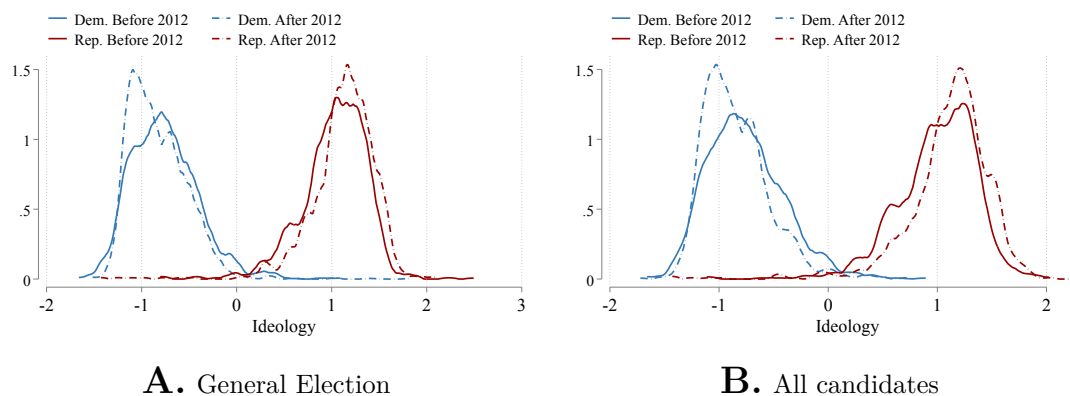 Dem. Before 2012 Dem. After 2012
Rep. Before 2012 Rep. After 2012
1.5
1
.5
0
-2 -1 0 1 2 3
Ideology
A. General Election
Dem. Before 2012 Dem. After 2012
Rep. Before 2012 Rep. After 2012
1.5
1
.5
0
-2 -1 0 1 2
Ideology
B. All candidates